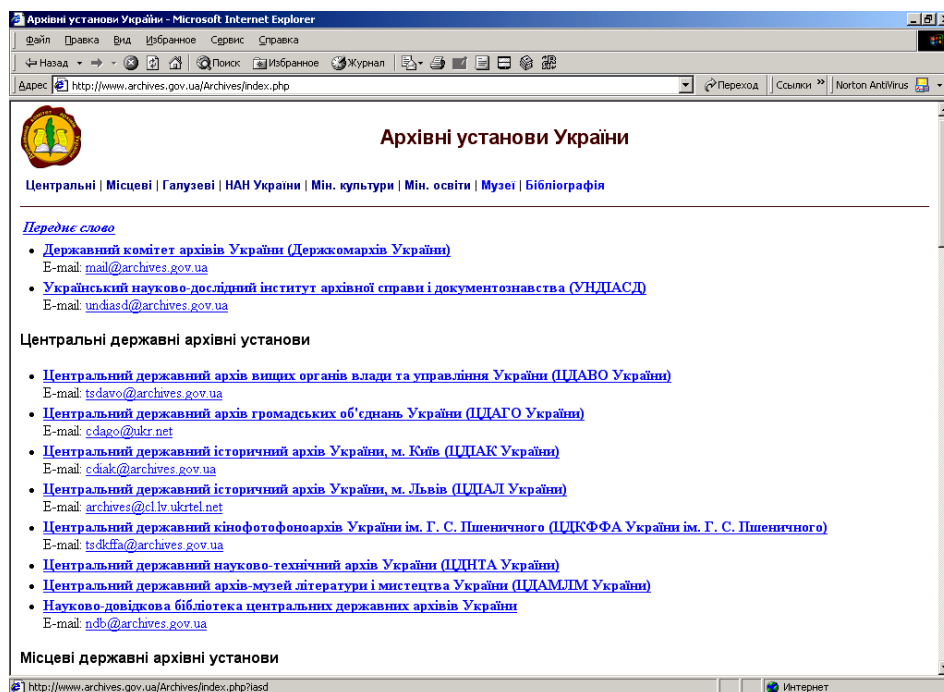 Архівні установи України - Microsoft Internet Explorer
Файл Правка Вид Избранное Сервис Справка
Назад Поиск Избранное Журнал
Адрес http://www.archives.gov.ua/Archives/index.php Переход Ссылки » Norton AntiVirus
Архівні установи України
Центральні | Місцеві | Галузеві | НАН України | Мін. культури | Мін. освіти | Музеї | Бібліографія
Переднє слово
• Державний комітет архівів України (Держкомархів України)
E-mail: mail@archives.gov.ua
• Український науково-дослідний інститут архівної справи і документознавства (УНДІАСД)
E-mail: undiasd@archives.gov.ua
Центральні державні архівні установи
• Центральний державний архів вищих органів влади та управління України (ЦДАВО України)
E-mail: tsdavo@archives.gov.ua
• Центральний державний архів громадських об'єднань України (ЦДАГО України)
E-mail: cdago@ukr.net
• Центральний державний історичний архів України, м. Київ (ЦДІАК України)
E-mail: cdiak@archives.gov.ua
• Центральний державний історичний архів України, м. Львів (ЦДІАЛ України)
E-mail: archives@cl.lv.ukrtel.net
• Центральний державний кінофотофоноархів України ім. Г. С. Пшеничного (ЦДКФФА України ім. Г. С. Пшеничного)
E-mail: tsdkffa@archives.gov.ua
• Центральний державний науково-технічний архів України (ЦДНТА України)
• Центральний державний архів-музей літератури і мистецтва України (ЦДАМЛМ України)
• Науково-довідкова бібліотека центральних державних архівів України
E-mail: ndb@archives.gov.ua
Місцеві державні архівні установи
http://www.archives.gov.ua/Archives/index.php?iasd Интернет